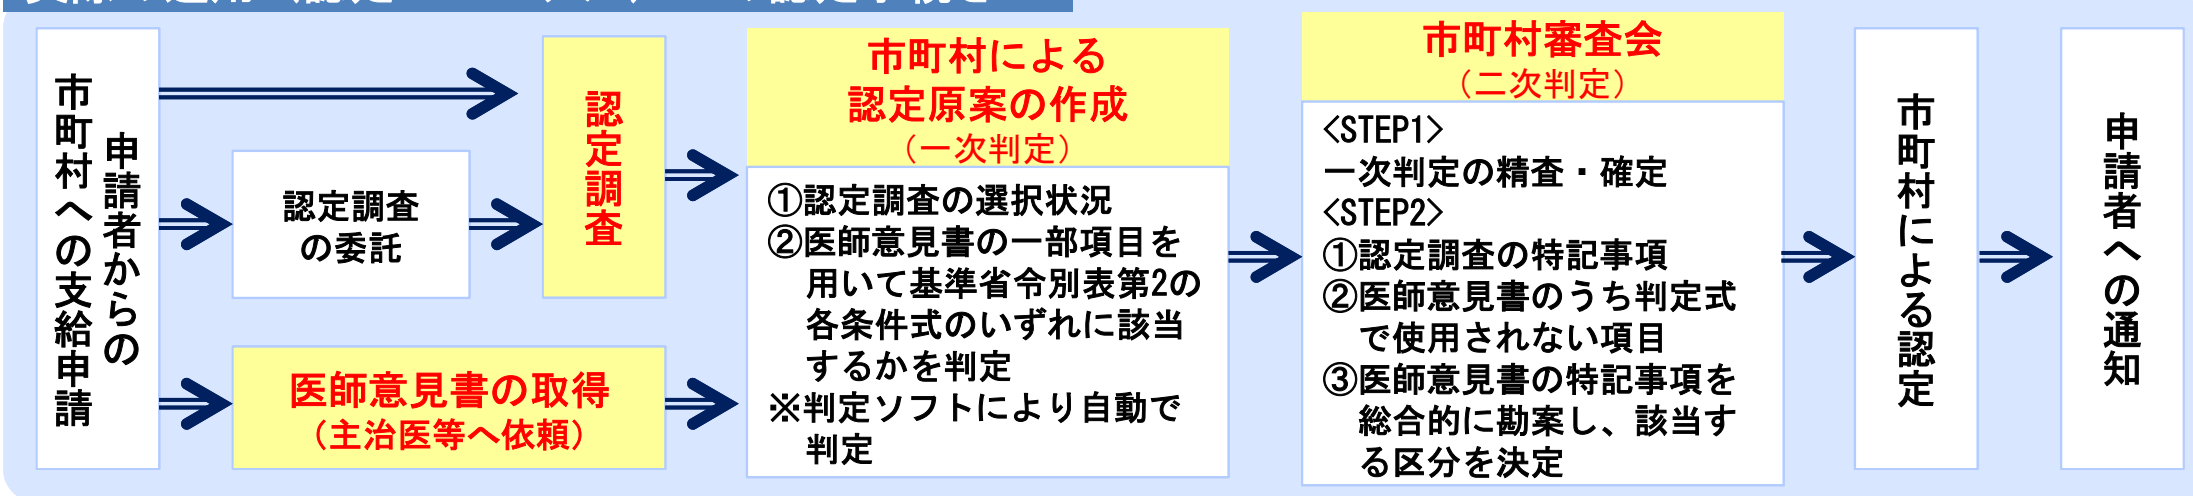 申請者からの
市町村への支給申請
認定調査
の委託
認定調査
医師意見書の取得
（主治医等へ依頼）
市町村による
認定原案の作成
（一次判定）
①認定調査の選択状況
②医師意見書の一部項目を
用いて基準省令別表第2の
各条件式のいずれに該当
するかを判定
※判定ソフトにより自動で
判定
市町村審査会
（二次判定）
<STEP1>
一次判定の精査・確定
<STEP2>
①認定調査の特記事項
②医師意見書のうち判定式
で使用されない項目
③医師意見書の特記事項を
総合的に勘案し、該当す
る区分を決定
市町村による認定
申請者への通知